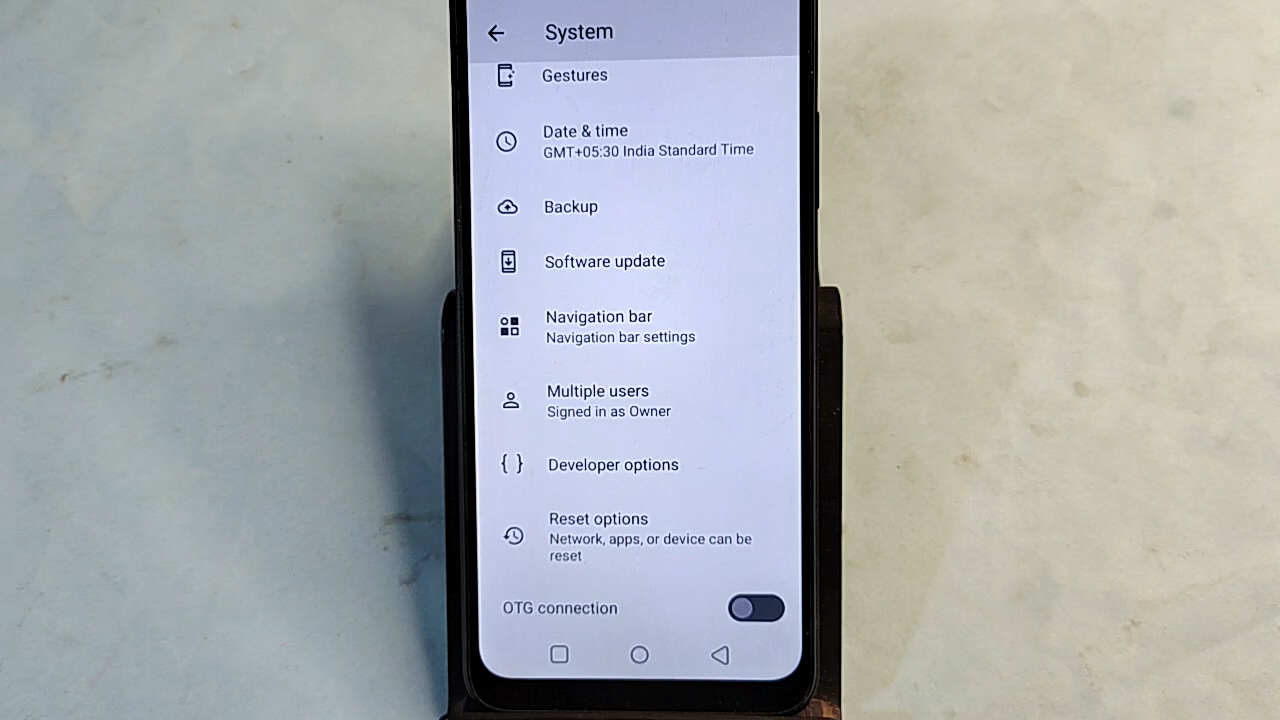 System
Gestures
Date & time
GMT+05:30 India Standard Time
Backup
Software update
Navigation bar
Navigation bar settings
Multiple users
Signed in as Owner
Developer options
Reset options
Network, apps, or device can be
reset
OTG connection